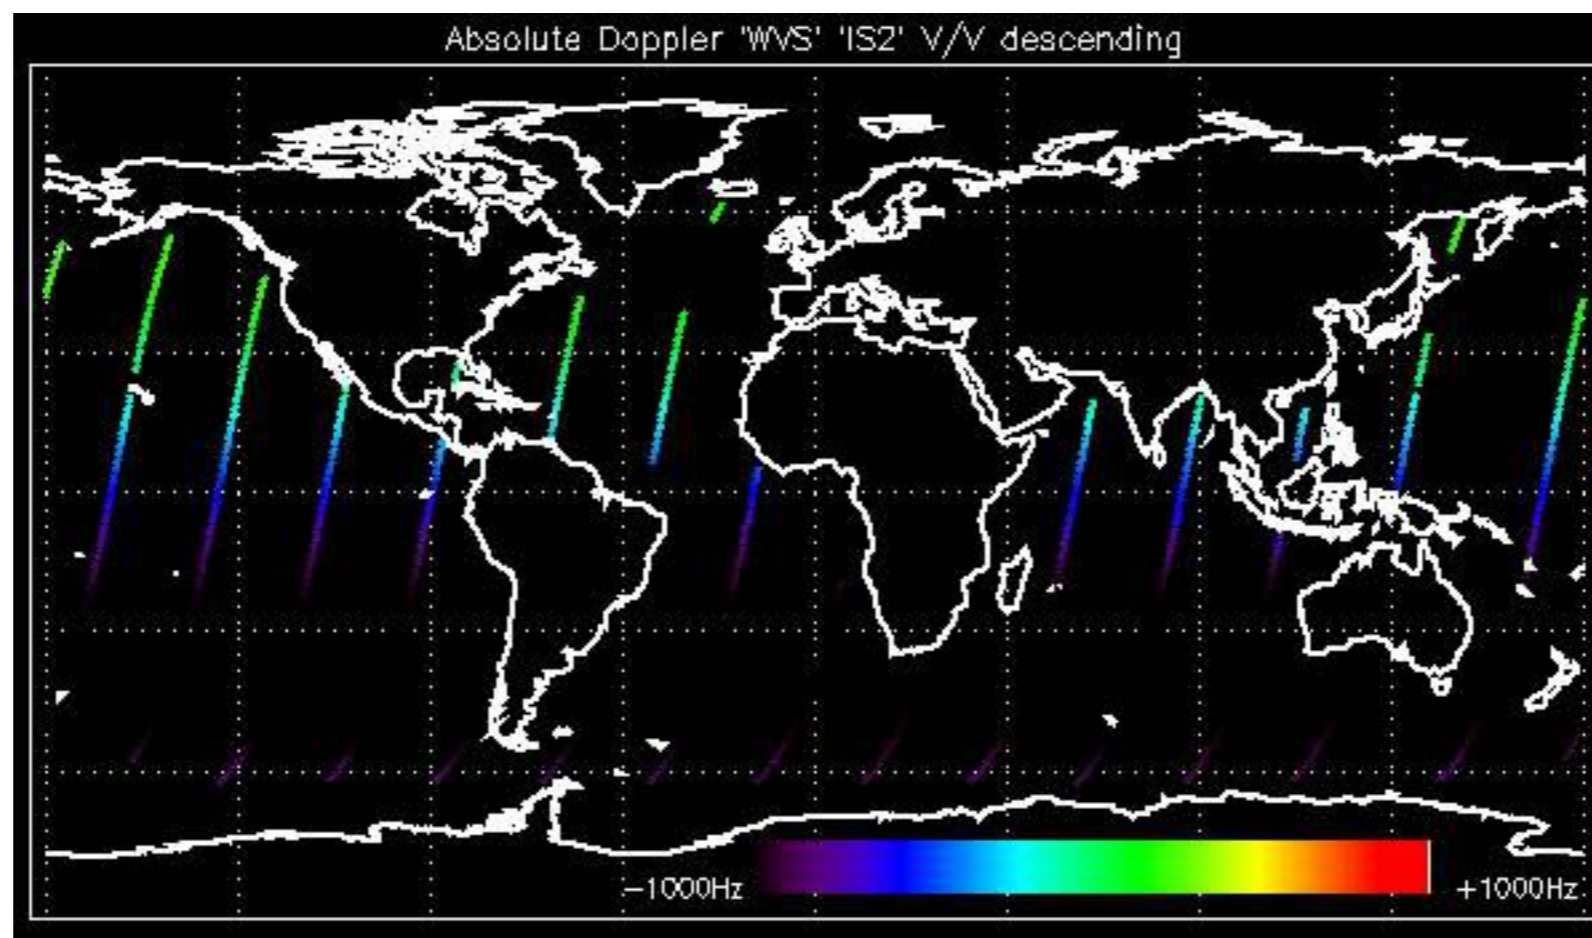 Absolute Doppler 'WVS' 'IS2' V/V descending
-1000Hz
+1000Hz